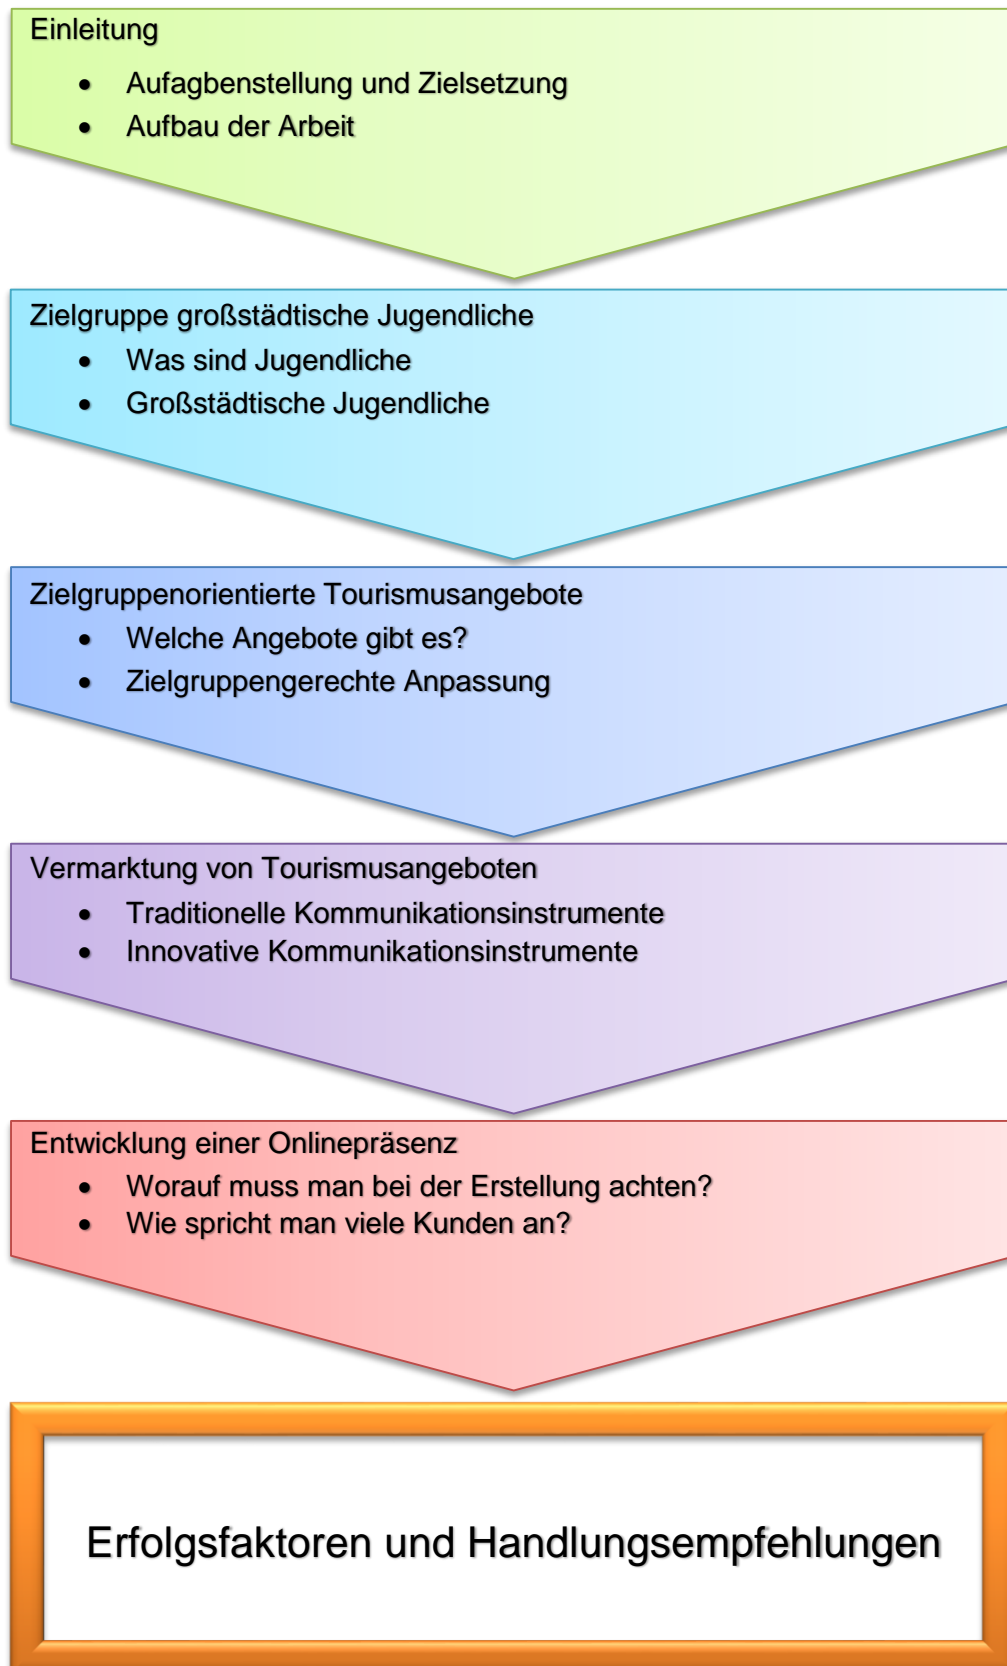 Einleitung
• Aufagbenstellung und Zielsetzung
• Aufbau der Arbeit
Zielgruppe großstädtische Jugendliche
• Was sind Jugendliche
• Großstädtische Jugendliche
Zielgruppenorientierte Tourismusangebote
• Welche Angebote gibt es?
• Zielgruppengerechte Anpassung
Vermarktung von Tourismusangeboten
• Traditionelle Kommunikationsinstrumente
• Innovative Kommunikationsinstrumente
Entwicklung einer Onlinepräsenz
• Worauf muss man bei der Erstellung achten?
• Wie spricht man viele Kunden an?
Erfolgsfaktoren und Handlungsempfehlungen